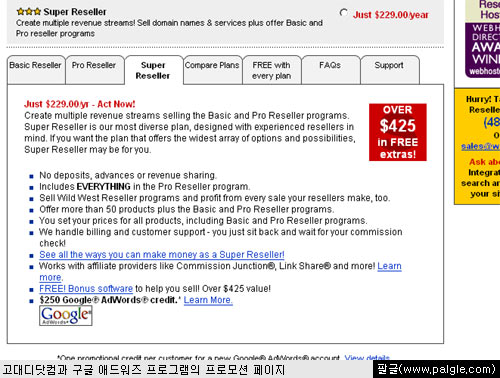 Super Reseller
Create multiple revenue streams! Sell domain names & services plus offer Basic and
Pro reseller programs
Just $229.00/year
Basic Reseller
Pro Reseller
Super
Reseller
Compare Plans
FREE with
every plan
FAQs
Support
Just $229.00/yr - Act Now!
Create multiple revenue streams selling the Basic and Pro Reseller programs.
Super Reseller is our most diverse plan, designed with experienced resellers in
mind. If you want the plan that offers the widest array of options and possibilities,
Super Reseller may be for you.
OVER
$425
in FREE
extras!
No deposits, advances or revenue sharing.
Includes EVERYTHING in the Pro Reseller program.
Sell Wild West Reseller programs and profit from every sale your resellers make, too.
Offer more than 50 products plus the Basic and Pro Reseller programs.
You set your prices for all products, including Basic and Pro Reseller programs.
We handle billing and customer support - you just sit back and wait for your commission
check!
See all the ways you can make money as a Super Reseller!
Works with affiliate providers like Commission Junction®, Link Share® and more! Learn
more.
FREE! Bonus software to help you sell! Over $425 value!
$250 Google® AdWords® credit.* Learn More.
Google
AdWords
*One promotional credit per customer for a new Google® AdWords® account. View details
Rese
WEBH
AWA
WIN
webhoste
Hurry! Ta
Reselle
(48
O
sales@w
Ask abo
Integrat
search ar
your sit
고대디닷컴과 구글 애드워즈 프로그램의 프로모션 페이지
팔글(www.palgle.com)